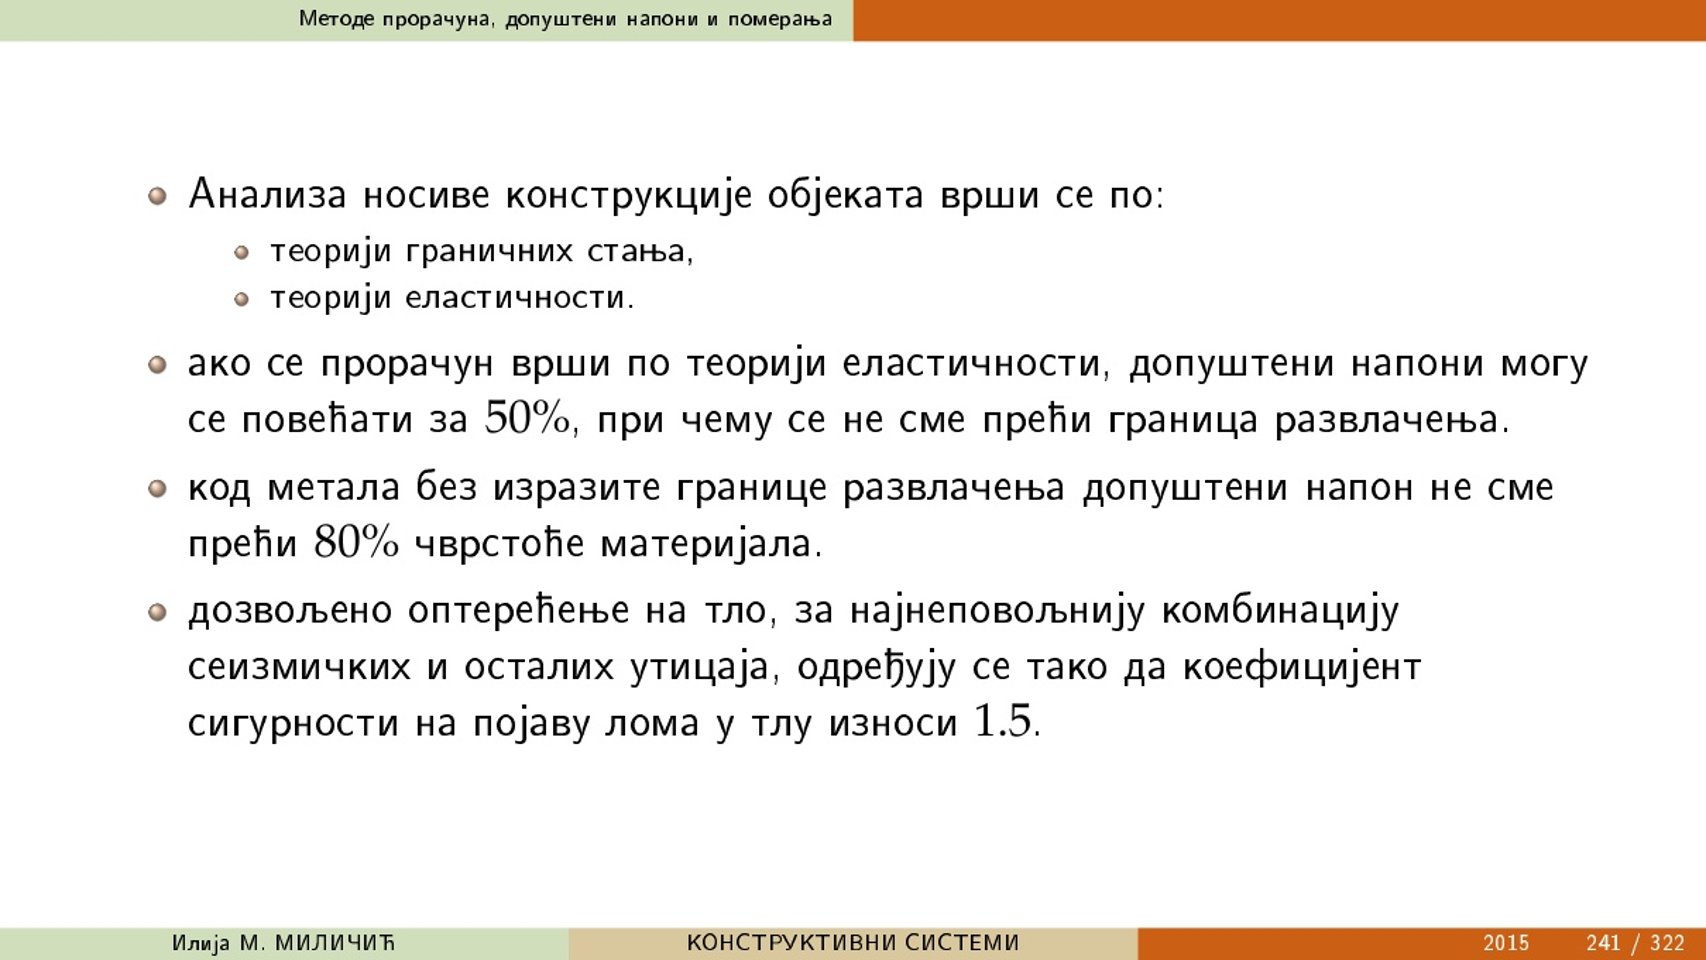 Методе прорачуна, допуштени напони и померања
Анализа носиве конструкције објеката врши се по:
теорији граничних стања,
теорији еластичности.
ако се прорачун врши по теорији еластичности, допуштени напони могу
се повећати за 50%, при чему се не сме прећи граница развлачења.
код метала без изразите границе развлачења допуштени напон не сме
прећи 80% чврстоће материјала.
дозвољено оптерећење на тло, за најнеповољнију комбинацију
сеизмичких и осталих утицаја, одређују се тако да коефицијент
сигурности на појаву лома у тлу износи 1.5.
Илија М. МИЛИЧИЋ КОНСТРУКТИВНИ СИСТЕМИ 2015 241 / 322